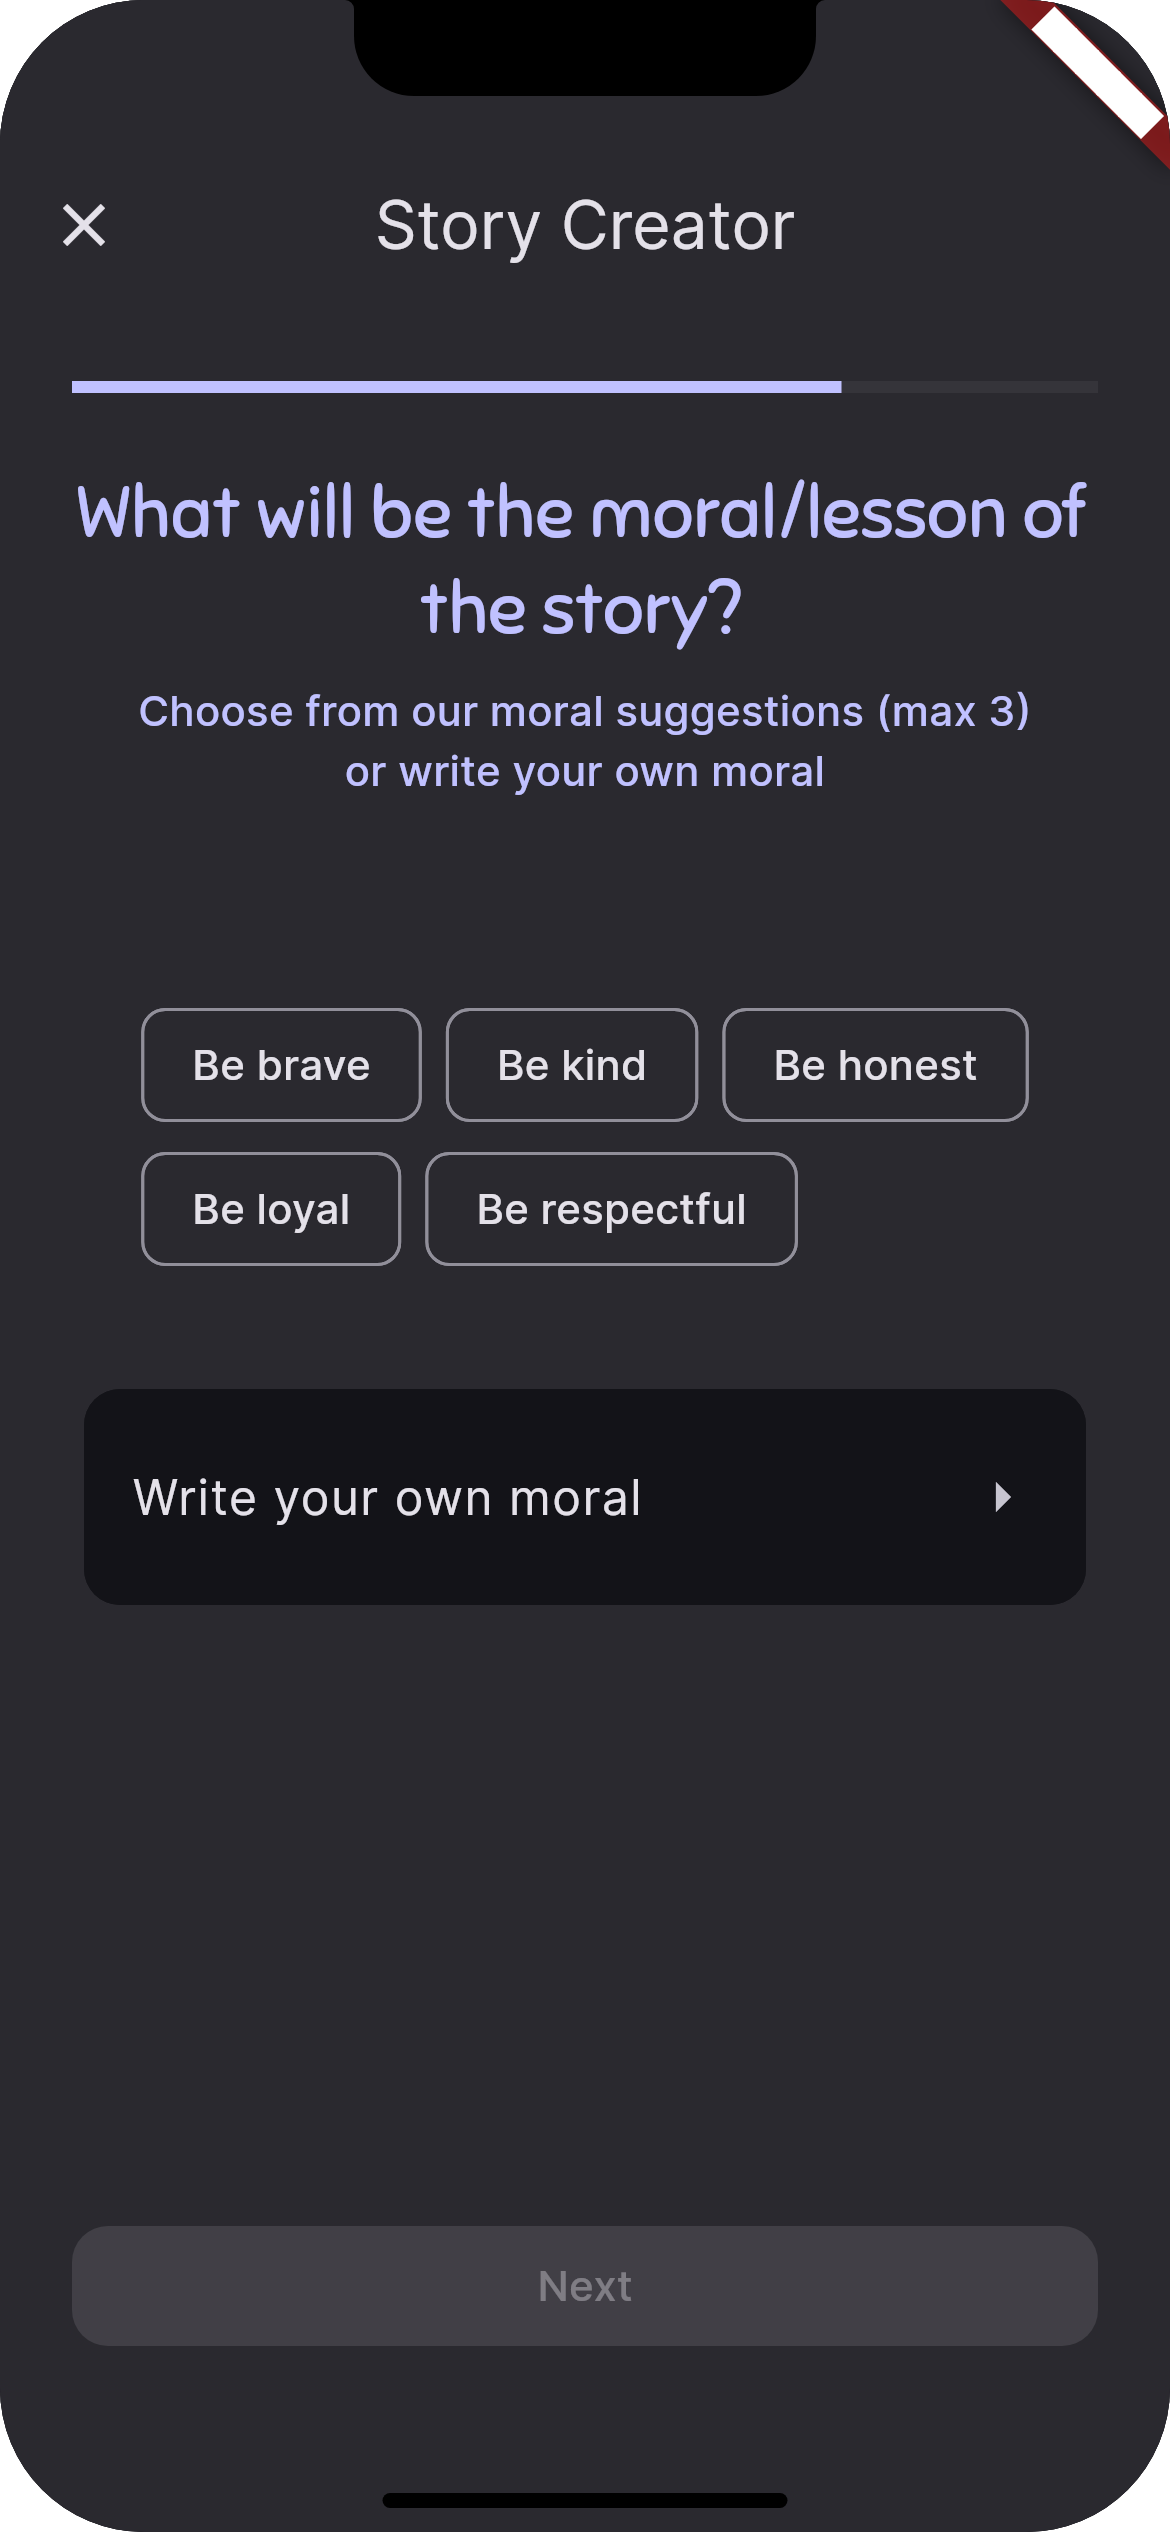 Story Creator
What will be the moral/lesson of
the story?
Choose from our moral suggestions (max 3)
or write your own moral
Be brave
Be kind
Be honest
Be loyal
Be respectful
Write your own moral
Next